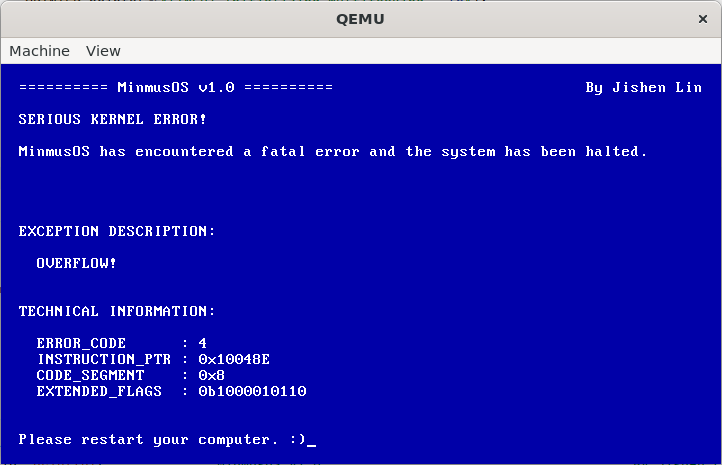 QEMU
×
Machine View
========== MinmusOS v1.0 ========== By Jishen Lin
SERIOUS KERNEL ERROR!
MinmusOS has encountered a fatal error and the system has been halted.
EXCEPTION DESCRIPTION:
OVERFLOW!
TECHNICAL INFORMATION:
ERROR_CODE : 4
INSTRUCTION_PTR : 0x10048E
CODE_SEGMENT : 0x8
EXTENDED_FLAGS : 0b1000010110
Please restart your computer. :)_